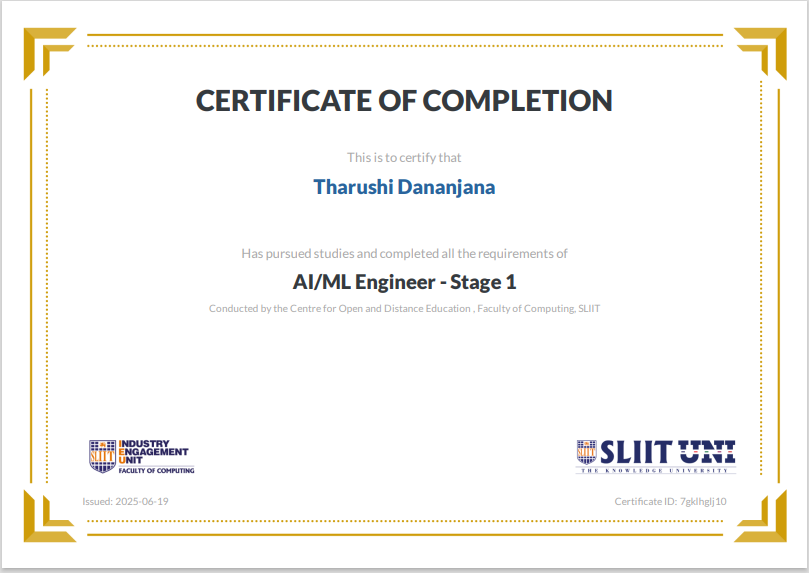 CERTIFICATE OF COMPLETION
This is to certify that
Tharushi Dananjana
Has pursued studies and completed all the requirements of
AI/ML Engineer - Stage 1
Conducted by the Centre for Open and Distance Education , Faculty of Computing, SLIIT
SLIIT
INDUSTRY
ENGAGEMENT
UNIT
FACULTY OF COMPUTING
SLIIT
SLIIT UNI
THE KNOWLEDGE UNIVERSITY
Issued: 2025-06-19
Certificate ID: 7gklhglj10